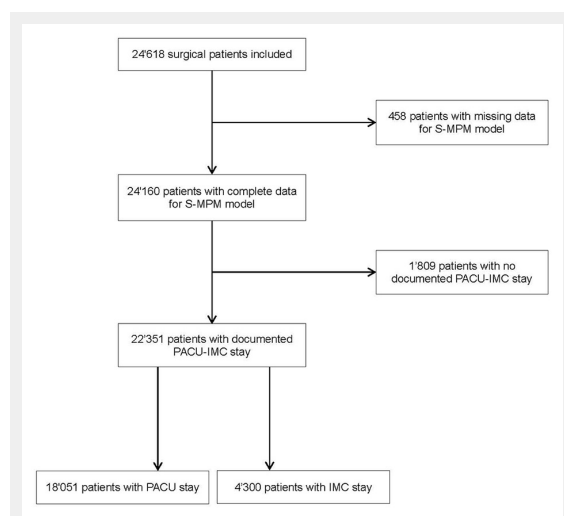 24'618 surgical patients included
458 patients with missing data
for S-MPM model
24'160 patients with complete data
for S-MPM model
1'809 patients with no
documented PACU-IMC stay
22'351 patients with documented
PACU-IMC stay
18'051 patients with PACU stay
4'300 patients with IMC stay